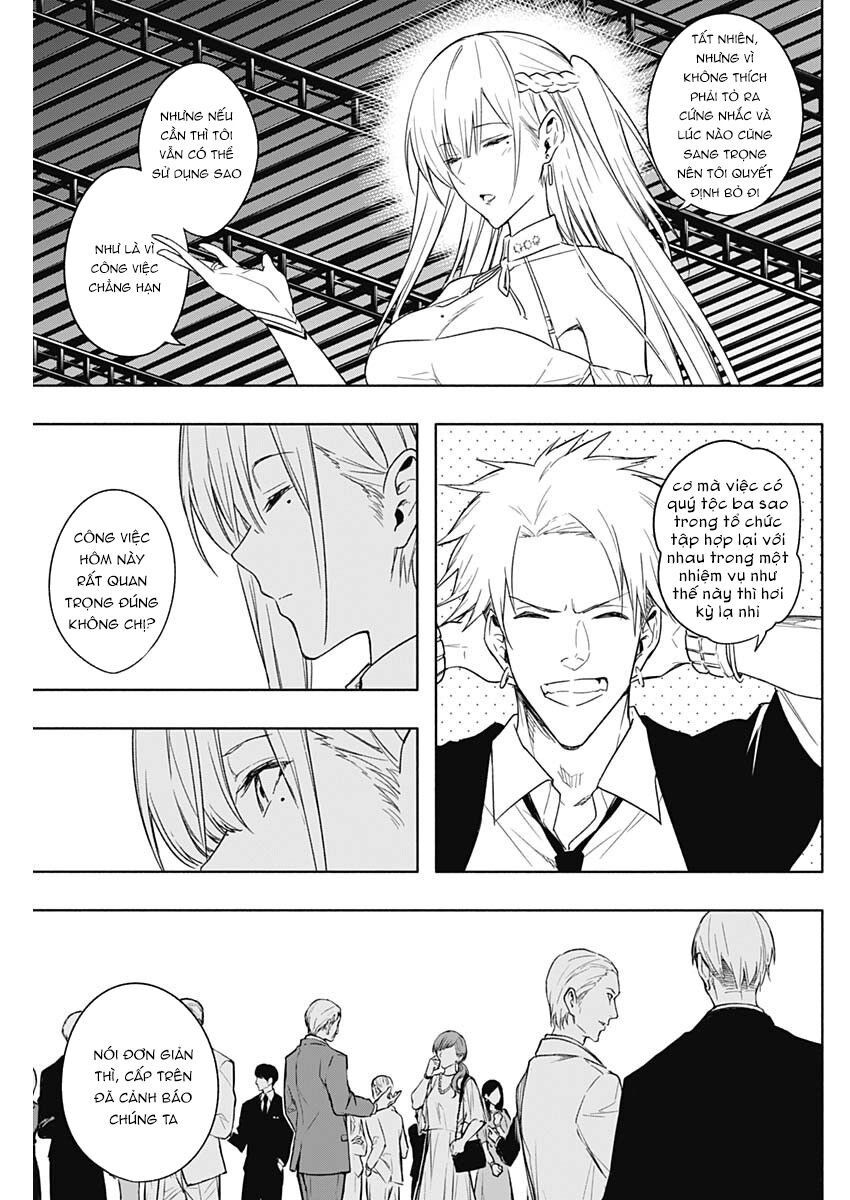 TẤT NHIÊN,
NHƯNG VÌ
KHÔNG THÍCH
PHẢI TỎ RA
CỨNG NHẮC VÀ
LÚC NÀO CŨNG
SANG TRỌNG
NÊN TÔI QUYẾT
ĐỊNH BỎ ĐI
NHƯNG NẾU
CẦN THÌ TÔI
VẪN CÓ THỂ
SỬ DỤNG SAO
NHƯ LÀ VÌ
CÔNG VIỆC
CHẲNG HẠN
CƠ MÀ VIỆC CÓ
QUÝ TỘC BA SAO
TRONG TỔ CHỨC
TẬP HỢP LẠI VỚI
NHAU TRONG MỘT
NHIỆM VỤ NHƯ
THẾ NÀY THÌ HƠI
KỲ LẠ NHỈ
CÔNG VIỆC
HÔM NÀY
RẤT QUAN
TRỌNG ĐÚNG
KHÔNG CHỊ?
NÓI ĐƠN GIẢN
THÌ, CẤP TRÊN
ĐÃ CẢNH BÁO
CHÚNG TA